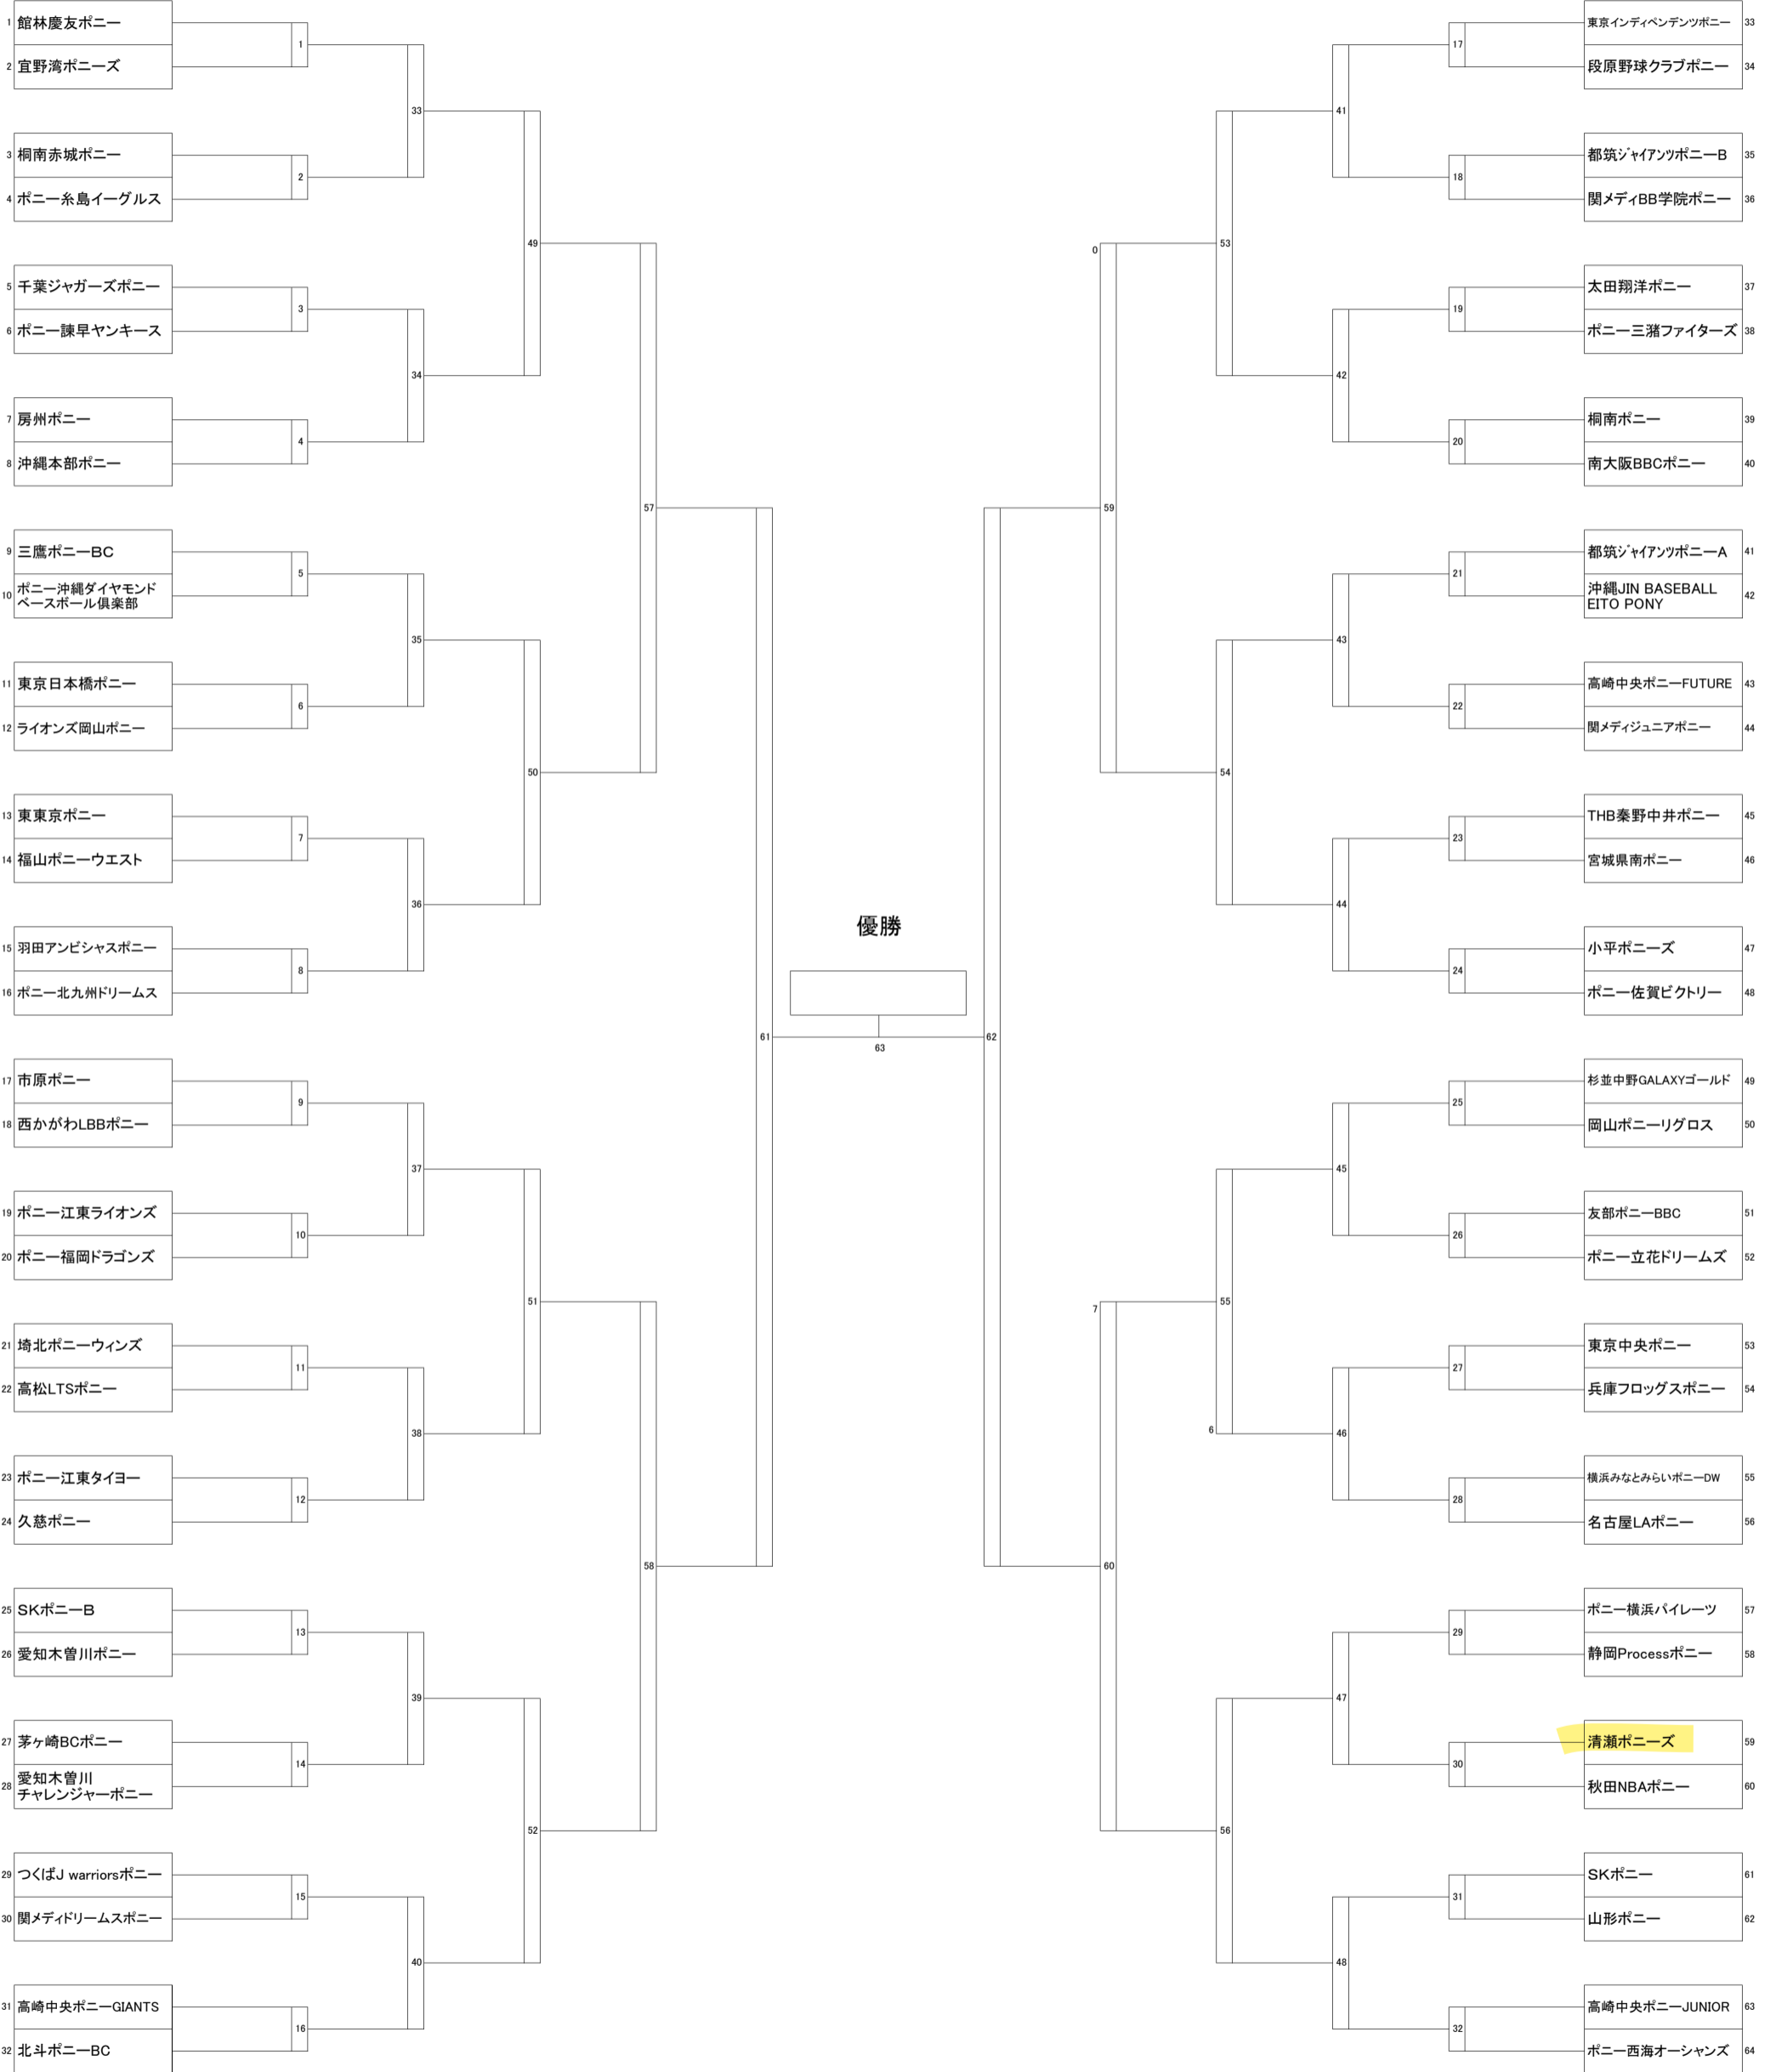 1 館林慶友ポニー
2 宜野湾ポニーズ
3 桐南赤城ポニー
4 ポニー糸島イーグルス
5 千葉ジャガーズポニー
6 ポニー諫早ヤンキース
7 房州ポニー
8 沖縄本部ポニー
9 三鷹ポニーBC
10 ポニー沖縄ダイヤモンド
ベースボール倶楽部
11 東京日本橋ポニー
12 ライオンズ岡山ポニー
13 東東京ポニー
14 福山ポニーウエスト
15 羽田アンビシャスポニー
16 ポニー北九州ドリームス
17 市原ポニー
18 西かがわLBBポニー
19 ポニー江東ライオンズ
20 ポニー福岡ドラゴンズ
21 埼北ポニーウィンズ
22 高松LTSポニー
23 ポニー江東タイヨー
24 久慈ポニー
25 SKポニーB
26 愛知木曽川ポニー
27 茅ヶ崎BCポニー
28 愛知木曽川
チャレンジャーポニー
29 つくばJ warriorsポニー
30 関メディドリームスポニー
31 高崎中央ポニーGIANTS
32 北斗ポニーBC
1
2
3
4
5
6
7
8
9
10
11
12
13
14
15
16
33
34
35
36
37
38
39
40
49
50
51
52
57
58
61
優勝
63
62
0
59
7
60
53
54
55
6
56
41
42
43
44
45
46
47
48
17
18
19
20
21
22
23
24
25
26
27
28
29
30
31
32
東京インディペンデンツポニー 33
段原野球クラブポニー 34
都筑ジャイアンツポニーB 35
関メディBB学院ポニー 36
太田翔洋ポニー 37
ポニー三潴ファイターズ 38
桐南ポニー 39
南大阪BBCポニー 40
都筑ジャイアンツポニーA 41
沖縄JIN BASEBALL
EITO PONY 42
高崎中央ポニーFUTURE 43
関メディジュニアポニー 44
THB秦野中井ポニー 45
宮城県南ポニー 46
小平ポニーズ 47
ポニー佐賀ビクトリー 48
杉並中野GALAXYゴールド 49
岡山ポニーリグロス 50
友部ポニーBBC 51
ポニー立花ドリームズ 52
東京中央ポニー 53
兵庫フロッグスポニー 54
横浜みなとみらいポニーDW 55
名古屋LAポニー 56
ポニー横浜パイレーツ 57
静岡Processポニー 58
清瀬ポニーズ 59
秋田NBAポニー 60
SKポニー 61
山形ポニー 62
高崎中央ポニーJUNIOR 63
ポニー西海オーシャンズ 64